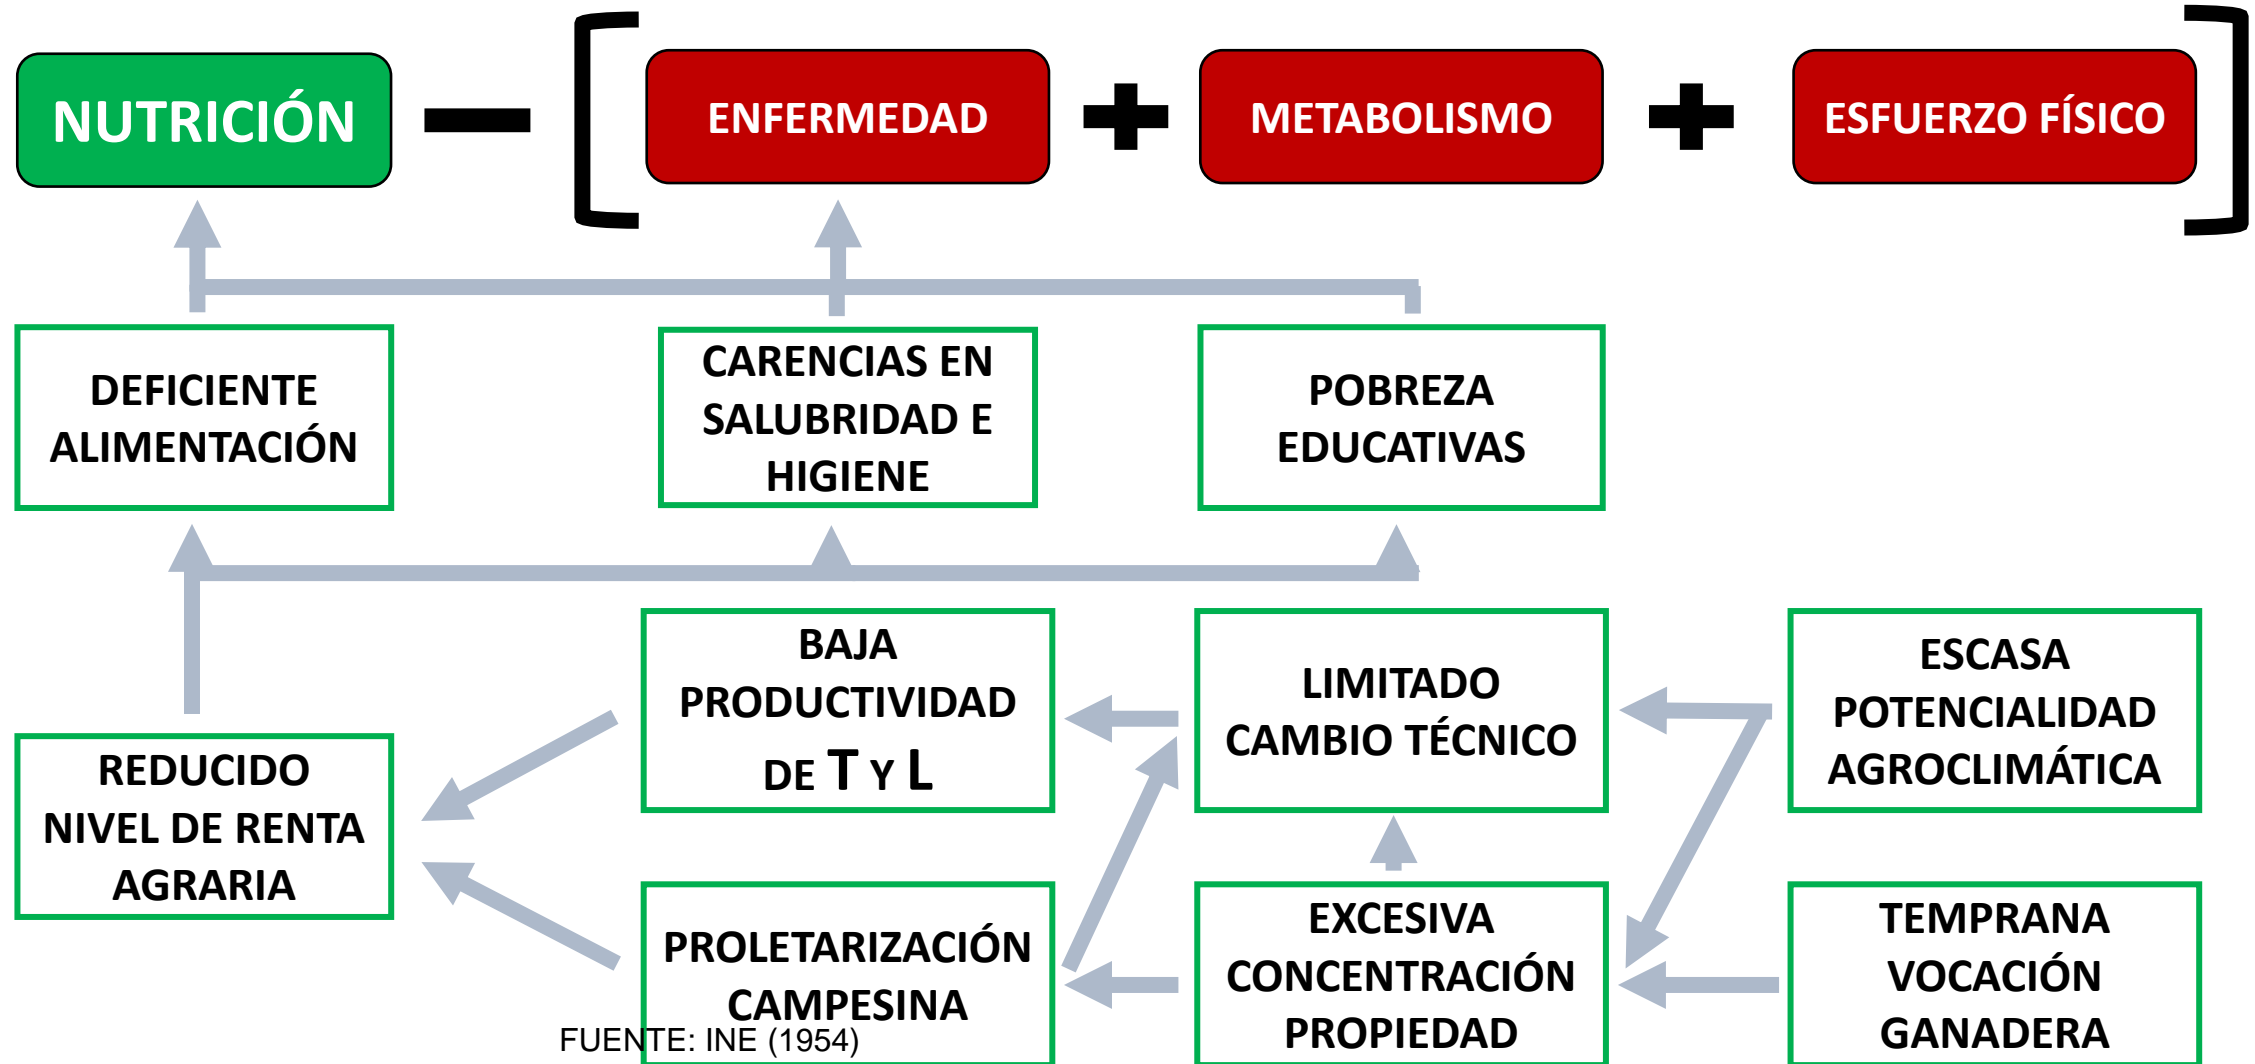 NUTRICIÓN
ENFERMEDAD
METABOLISMO
ESFUERZO FÍSICO
DEFICIENTE
ALIMENTACIÓN
CARENCIAS EN
SALUBRIDAD E
HIGIENE
POBREZA
EDUCATIVAS
REDUCIDO
NIVEL DE RENTA
AGRARIA
BAJA
PRODUCTIVIDAD
DE T Y L
LIMITADO
CAMBIO TÉCNICO
ESCASA
POTENCIALIDAD
AGROCLIMÁTICA
PROLETARIZACIÓN
CAMPESINA
EXCESIVA
CONCENTRACIÓN
PROPIEDAD
TEMPRANA
VOCACIÓN
GANADERA
FUENTE: INE (1954)